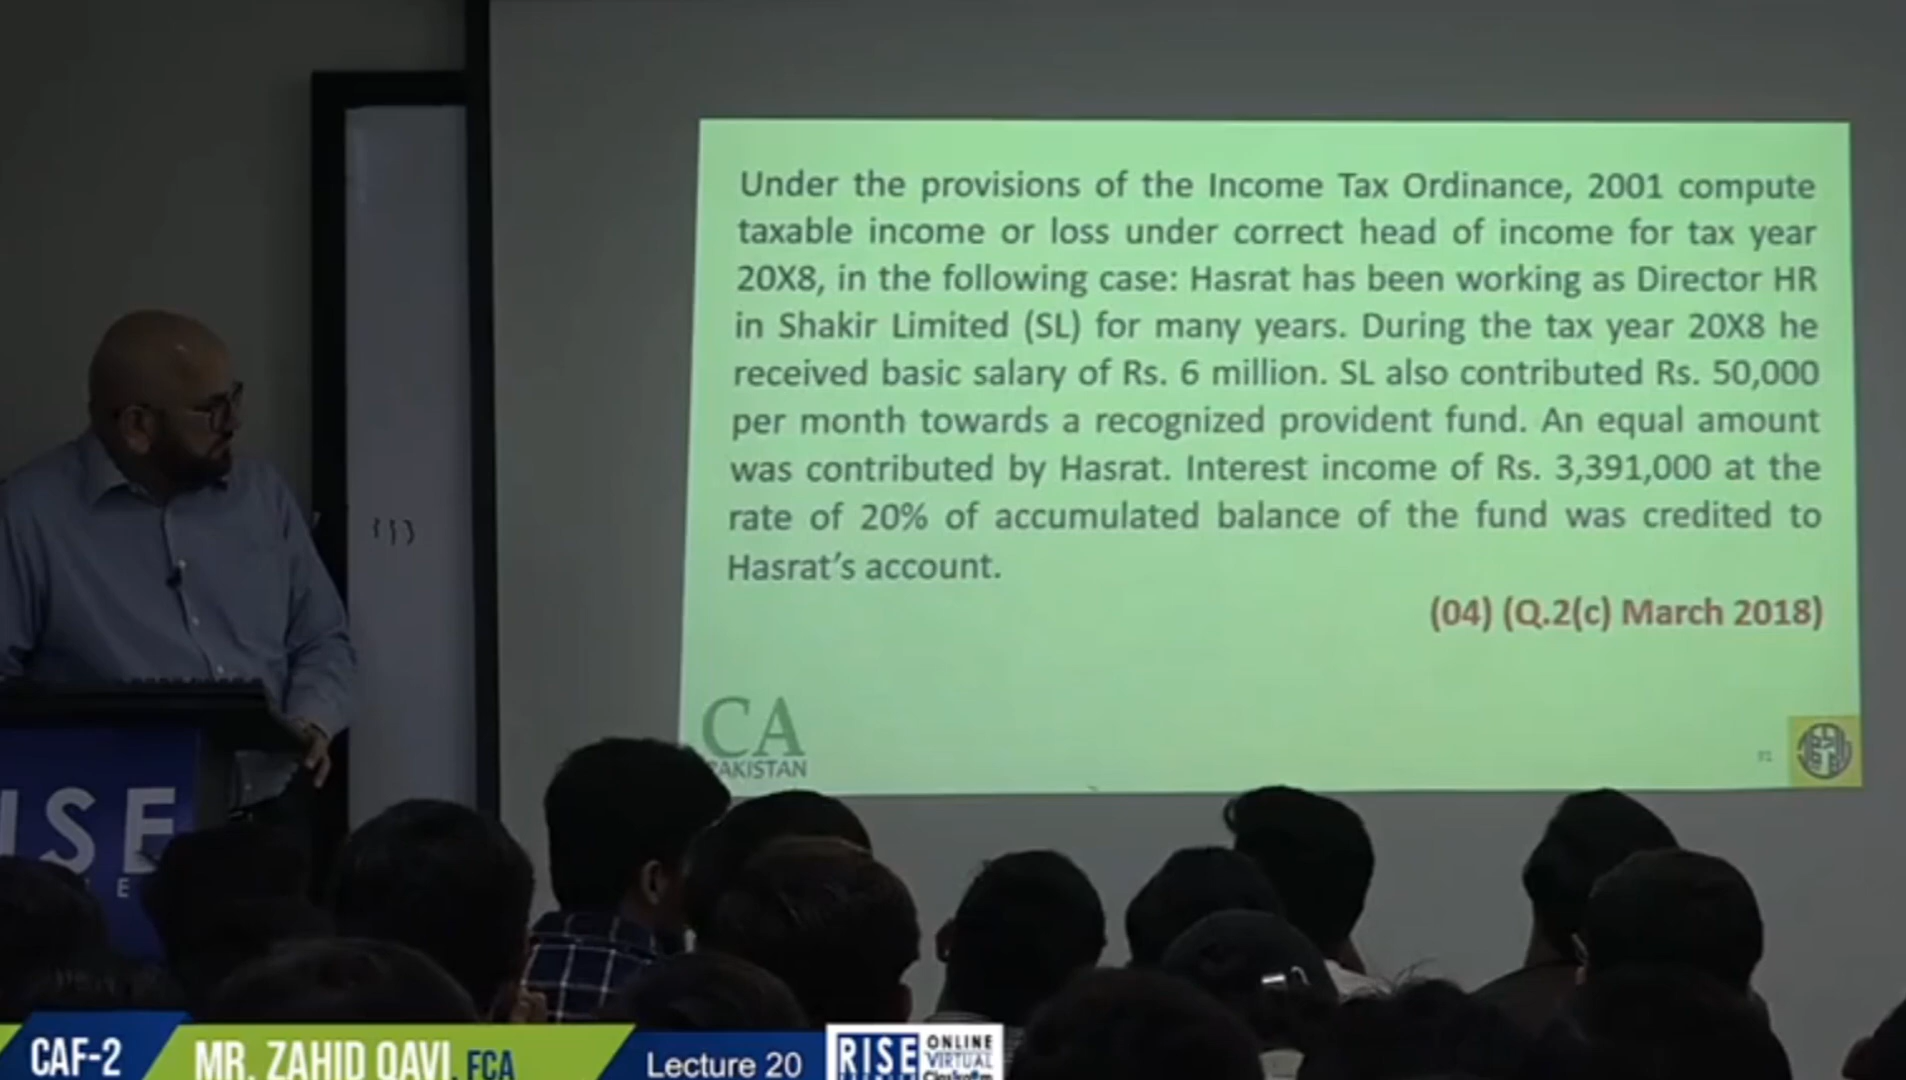 Under the provisions of the Income Tax Ordinance, 2001 compute
taxable income or loss under correct head of income for tax year
20X8, in the following case: Hasrat has been working as Director HR
in Shakir Limited (SL) for many years. During the tax year 20X8 he
received basic salary of Rs. 6 million. SL also contributed Rs. 50,000
per month towards a recognized provident fund. An equal amount
was contributed by Hasrat. Interest income of Rs. 3,391,000 at the
rate of 20% of accumulated balance of the fund was credited to
Hasrat's account.
(04) (Q.2(c) March 2018)
CA
PAKISTAN
ISE
CAF-2
MR. ZAHID QAVI, FCA
Lecture 20
RISE
ONLINE
VIRTUAL